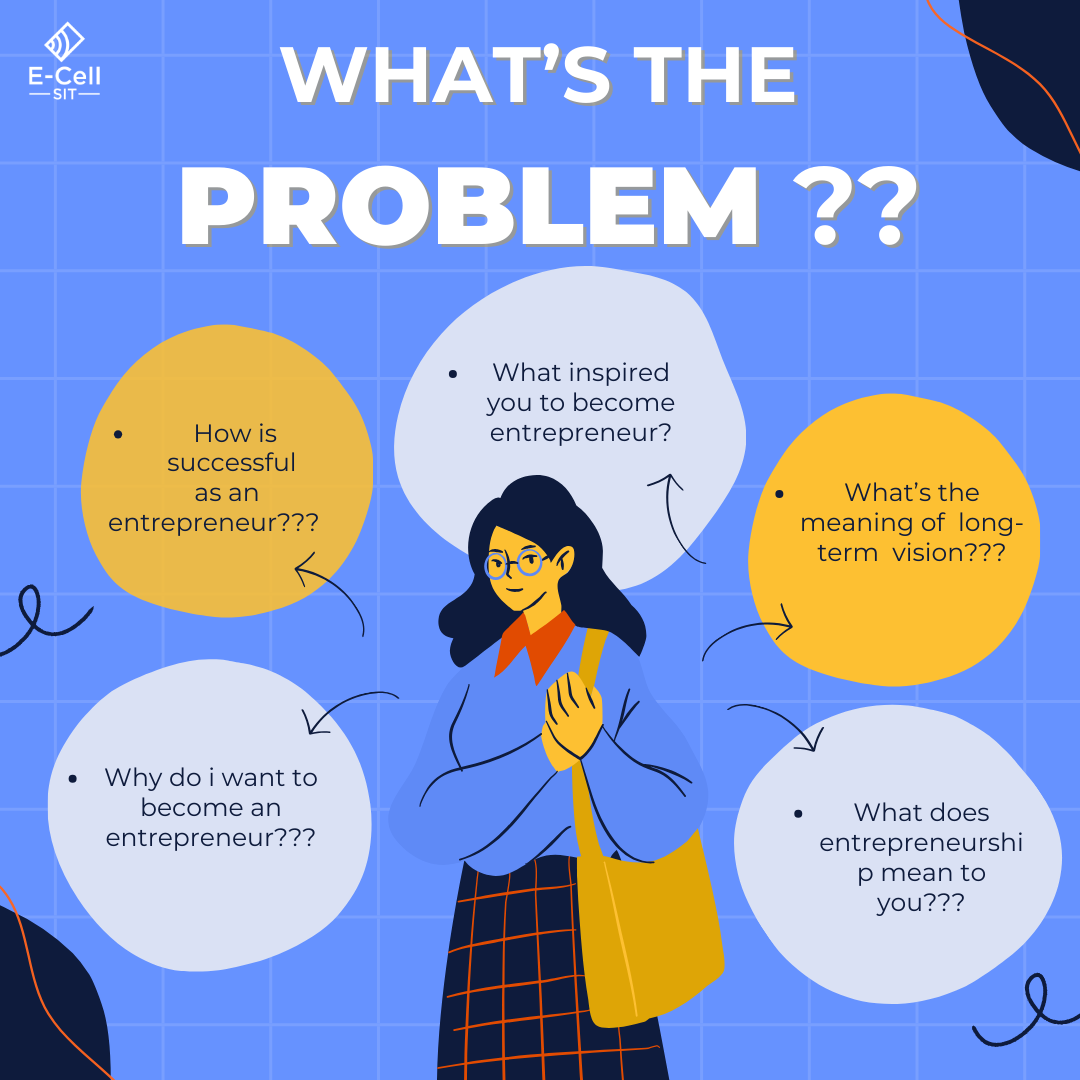 E-Cell
SIT
WHAT'S THE
PROBLEM ??
• What inspired
you to become
entrepreneur?
• How is
successful
as an
entrepreneur???
• What's the
meaning of  long-
term  vision???
• Why do i want to
become an
entrepreneur???
• What does
entrepreneurshi
p mean to
you???